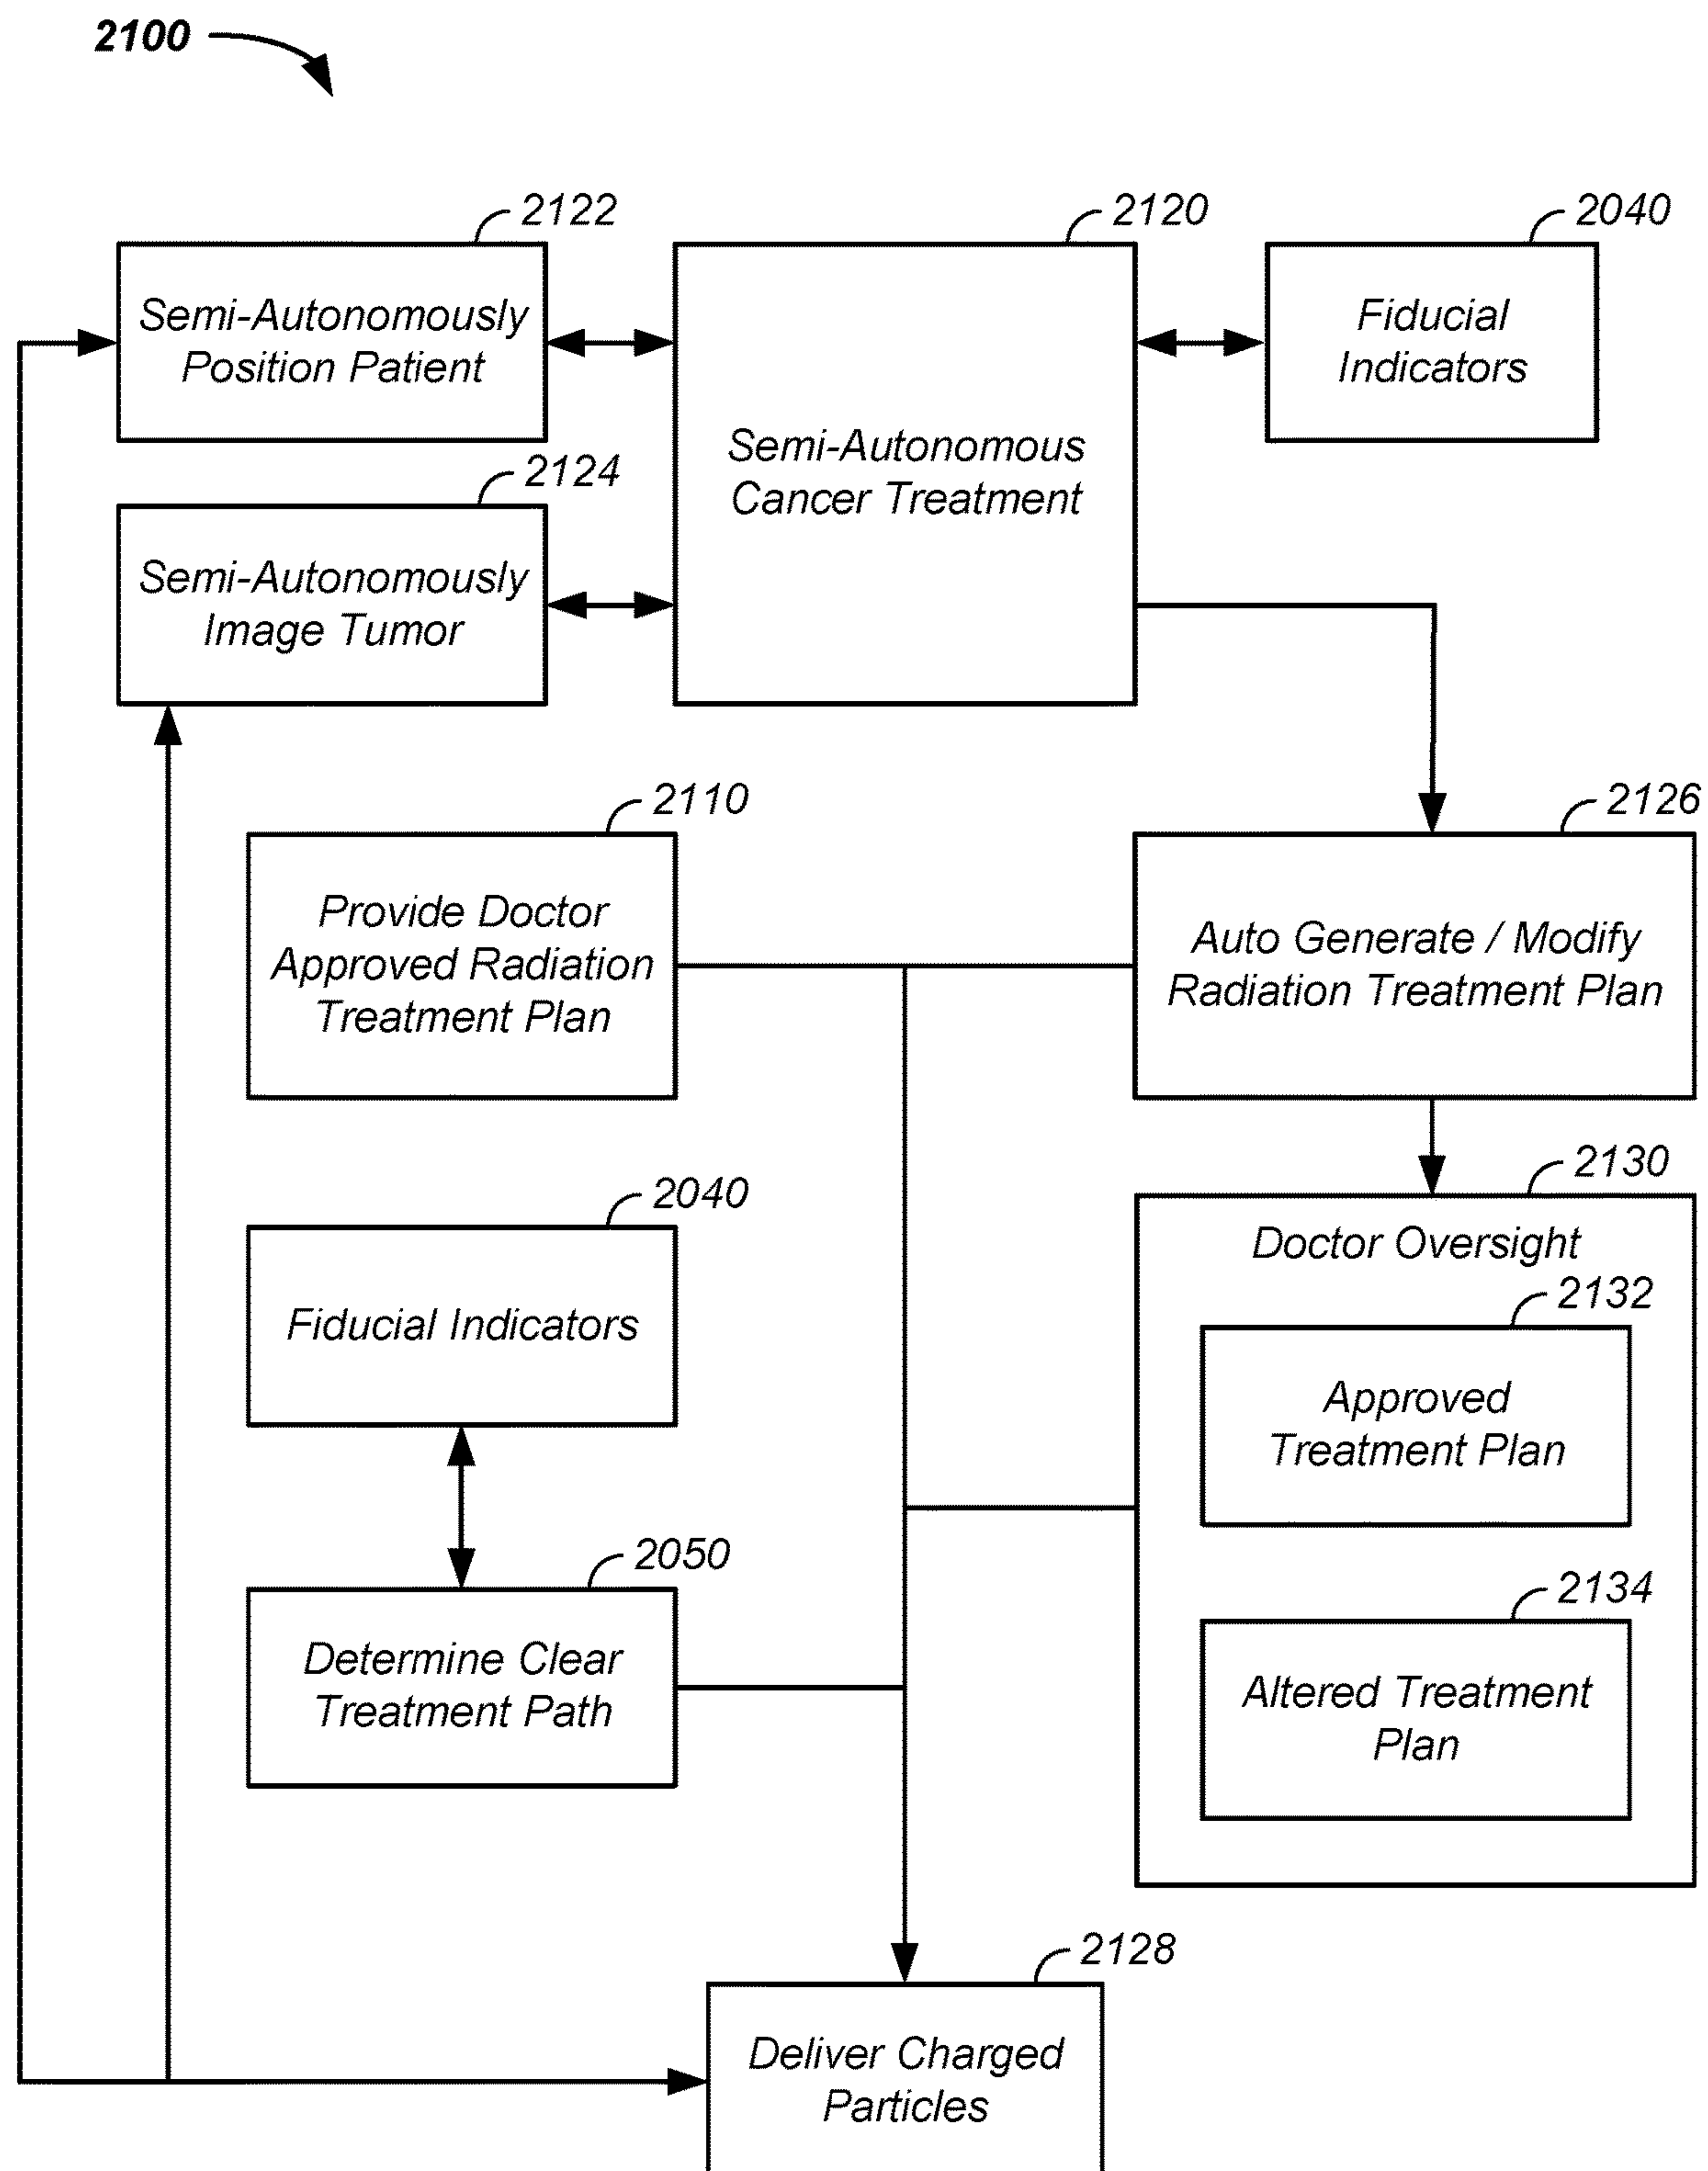 2100
2122
2120
2040
Semi-Autonomously
Position Patient
Fiducial
Indicators
Semi-Autonomous
Cancer Treatment
2124
Semi-Autonomously
Image Tumor
2110
2126
Provide Doctor
Approved Radiation
Treatment Plan
Auto Generate / Modify
Radiation Treatment Plan
2040
2130
Fiducial Indicators
Doctor Oversight
2132
Approved
Treatment Plan
2050
Determine Clear
Treatment Path
2134
Altered Treatment
Plan
2128
Deliver Charged
Particles